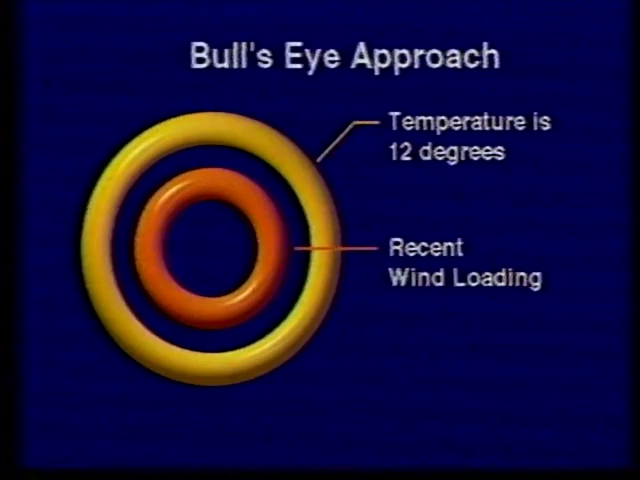 Bull's Eye Approach
Temperature is
12 degrees
Recent
Wind Loading